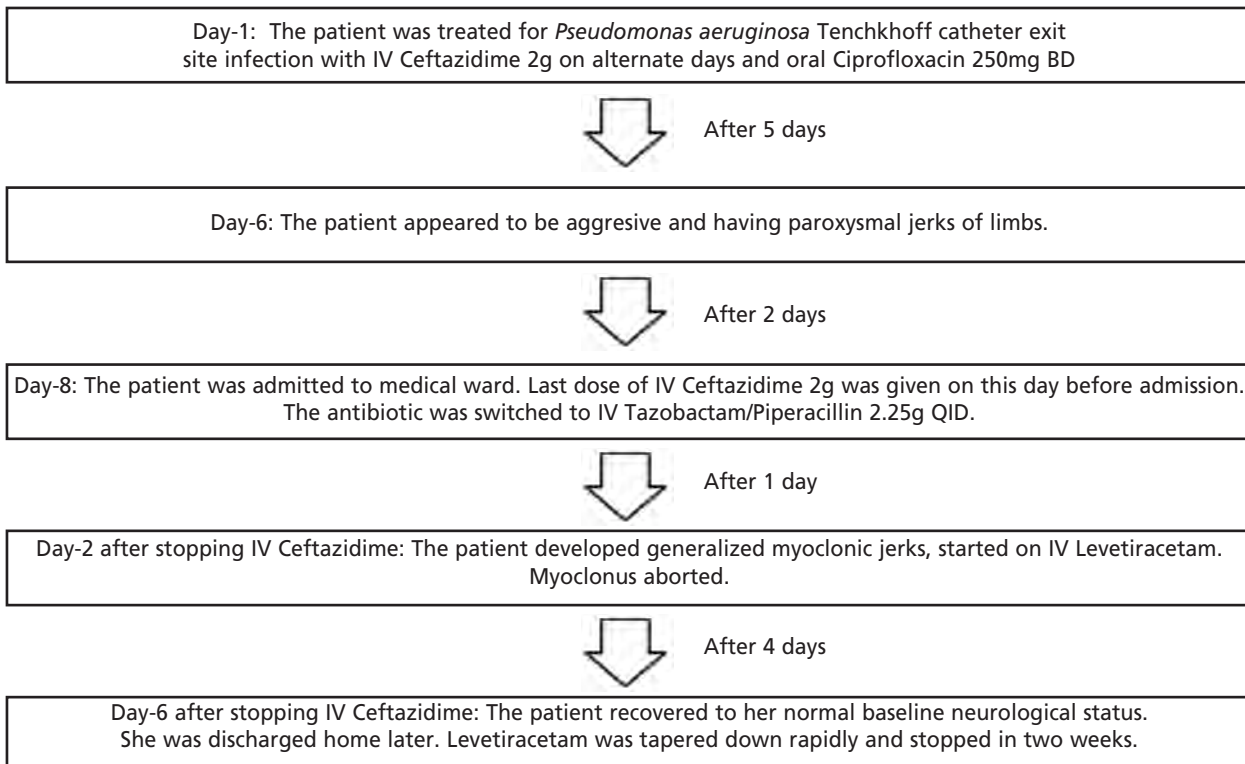 Day-1: The patient was treated for Pseudomonas aeruginosa Tenchkhoff catheter exit
site infection with IV Ceftazidime 2g on alternate days and oral Ciprofloxacin 250mg BD
After 5 days
Day-6: The patient appeared to be aggresive and having paroxysmal jerks of limbs.
After 2 days
Day-8: The patient was admitted to medical ward. Last dose of IV Ceftazidime 2g was given on this day before admission.
The antibiotic was switched to IV Tazobactam/Piperacillin 2.25g QID.
After 1 day
Day-2 after stopping IV Ceftazidime: The patient developed generalized myoclonic jerks, started on IV Levetiracetam.
Myoclonus aborted.
After 4 days
Day-6 after stopping IV Ceftazidime: The patient recovered to her normal baseline neurological status.
She was discharged home later. Levetiracetam was tapered down rapidly and stopped in two weeks.